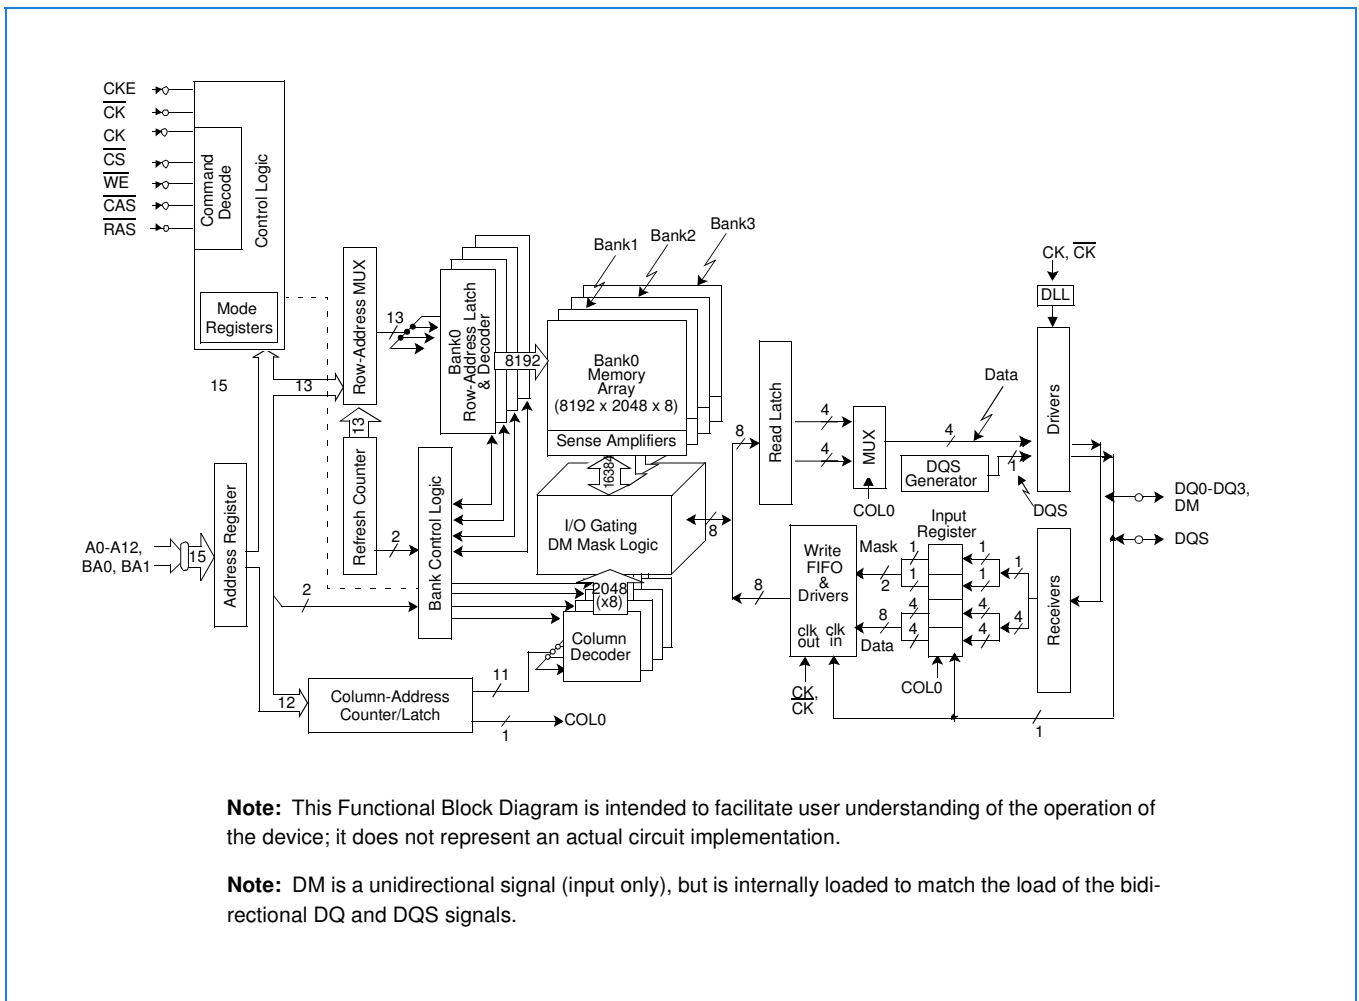 CKE
CK
CK
CS
WE
CAS
RAS
Command
Decode
Control Logic
Mode
Registers
15
13
Row-Address MUX
13
13
Refresh Counter
2
Bank0
Row-Address Latch
& Decoder
8192
Bank1
Bank2
Bank3
Bank0
Memory
Array
(8192 x 2048 x 8)
Sense Amplifiers
16384
I/O Gating
DM Mask Logic
8
2048
(x8)
Column
Decoder
Bank Control Logic
A0-A12,
BA0, BA1
15
Address Register
2
12
Column-Address
Counter/Latch
11
1
COL0
8
Read Latch
4
4
MUX
COL0
4
Data
DQS
Generator
1
DQS
CK, CK
DLL
Drivers
DQ0-DQ3,
DM
DQS
Input
Register
8
Write
FIFO
&
Drivers
clk clk
out in
Mask
2
8
Data
1
1
4
4
1
1
4
4
1
4
Receivers
CK,
CK
COL0
1
Note: This Functional Block Diagram is intended to facilitate user understanding of the operation of
the device; it does not represent an actual circuit implementation.
Note: DM is a unidirectional signal (input only), but is internally loaded to match the load of the bidi-
rectional DQ and DQS signals.